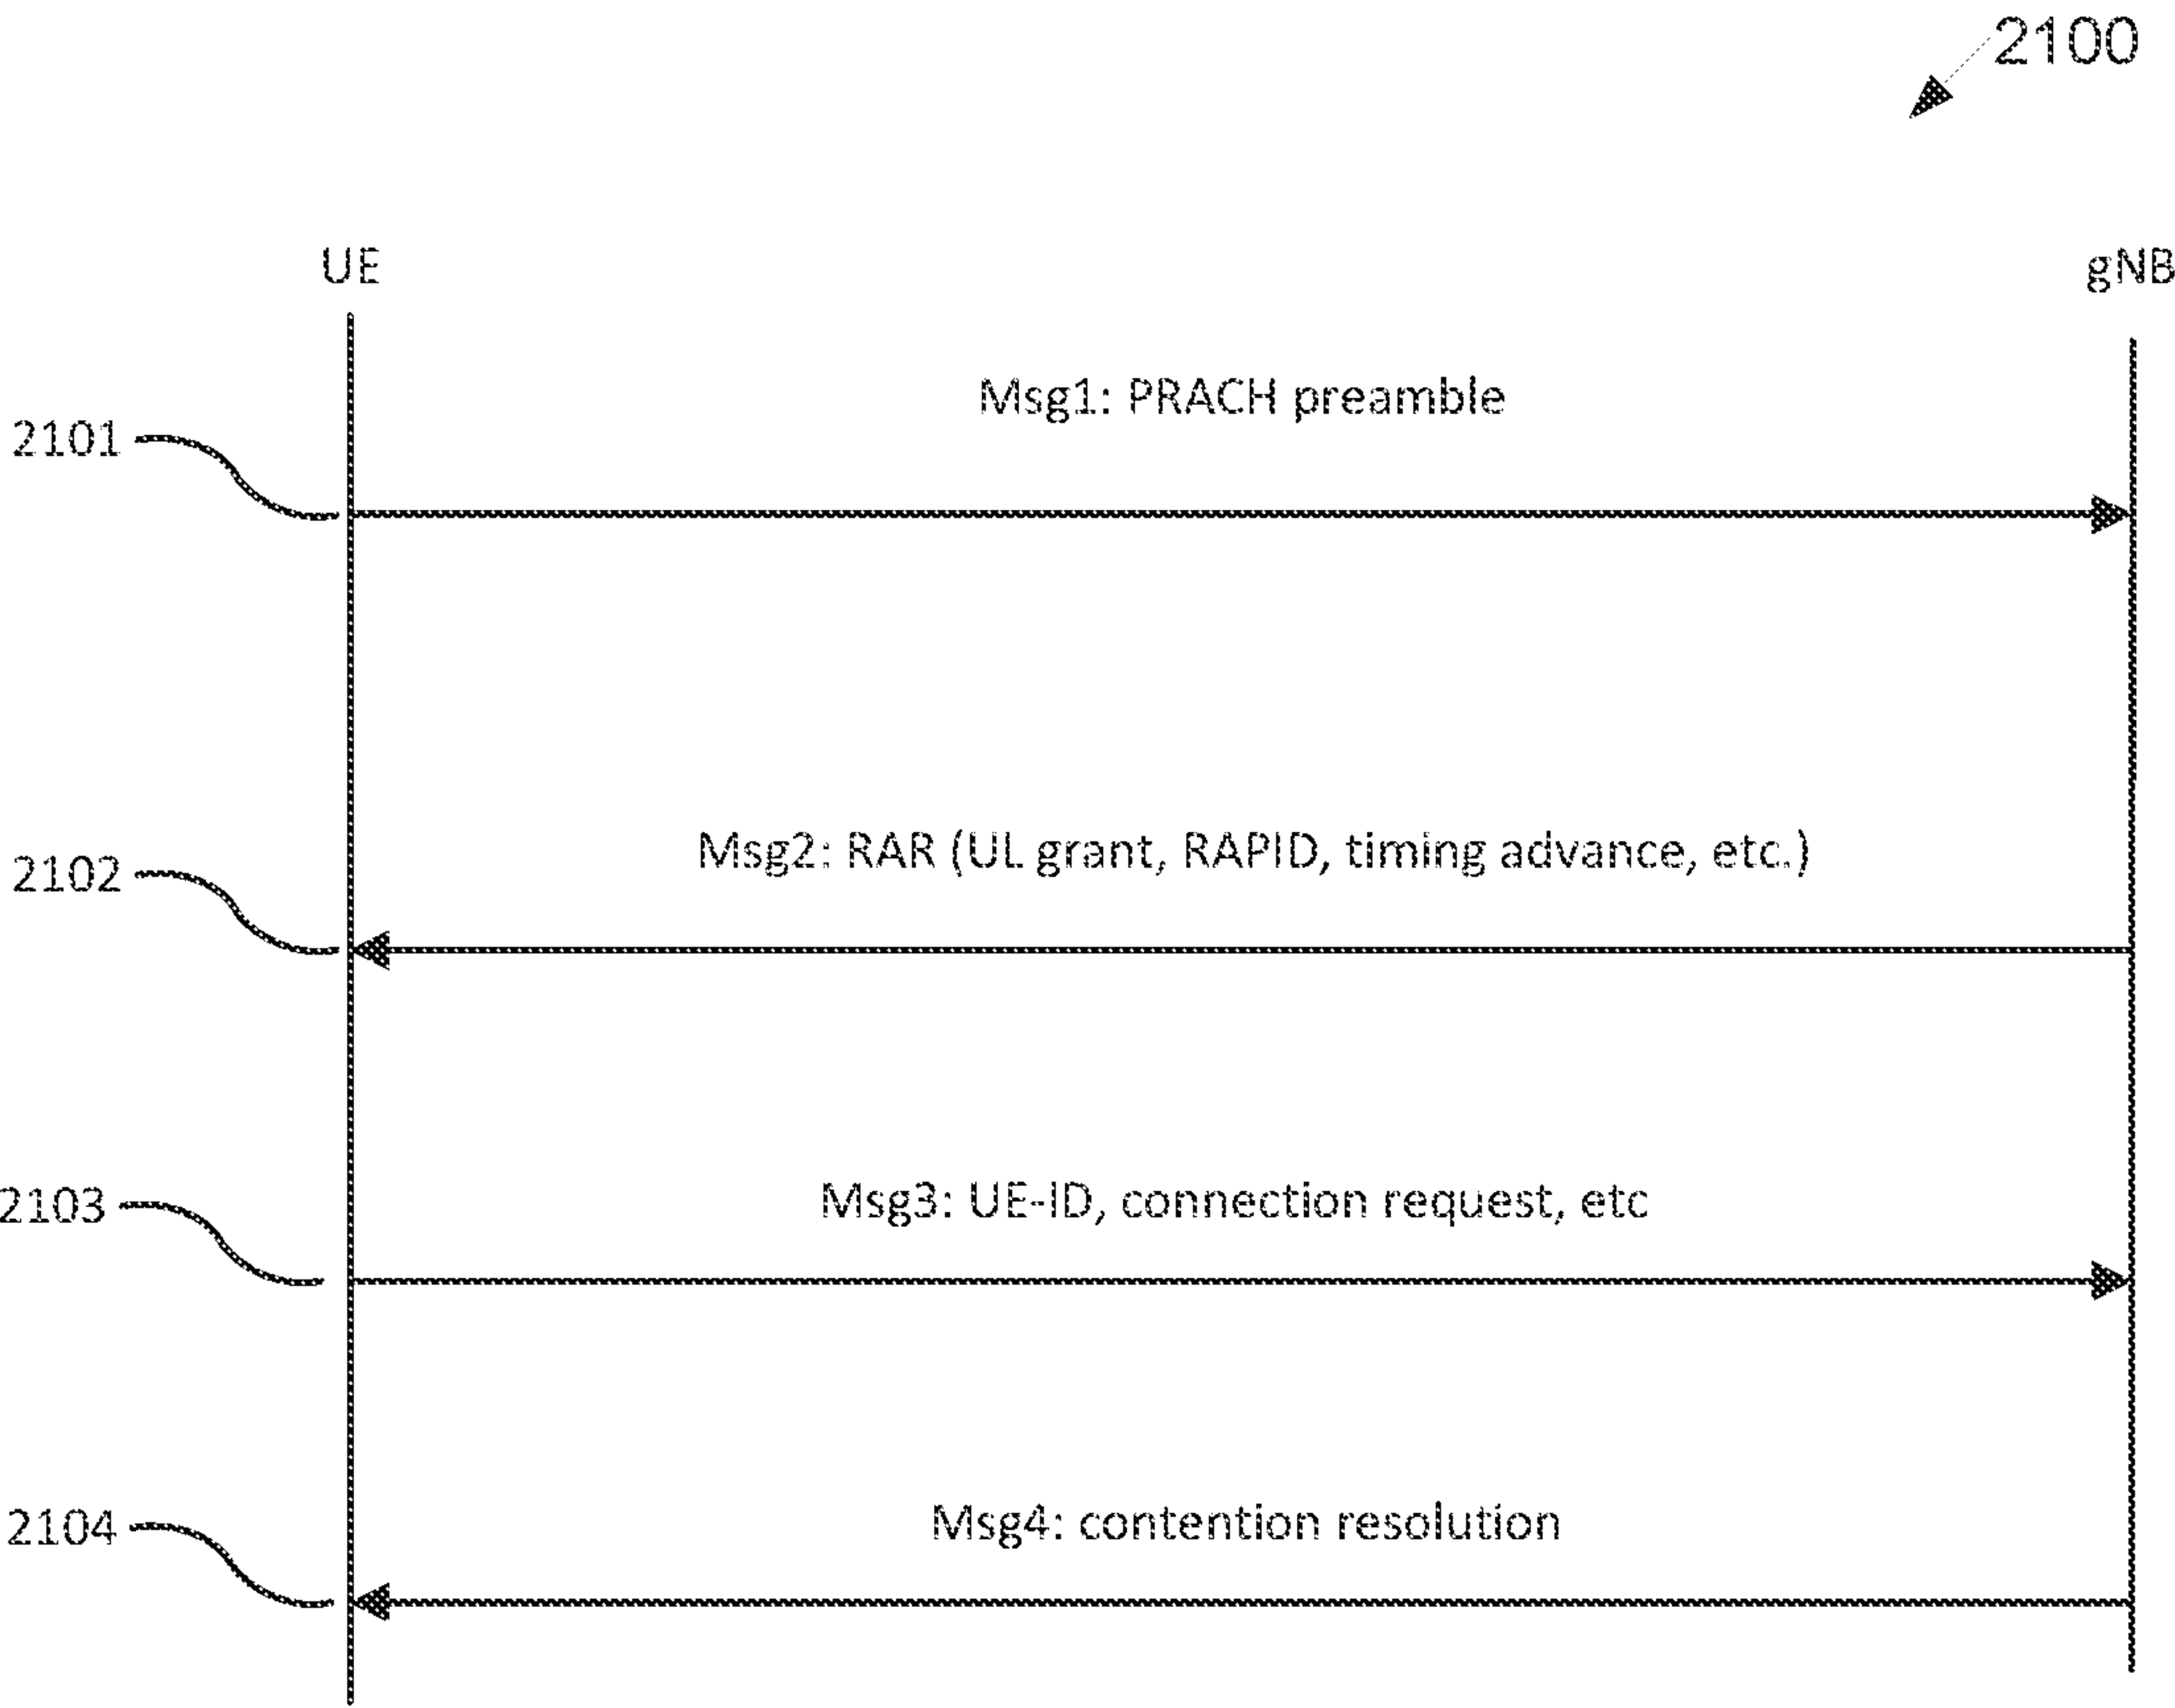 2100
UE
gNB
Msg1: PRACH preamble
2101
Msg2: RAR (UL grant, RAPID, timing advance, etc.)
2102
Msg3: UE-ID, connection request, etc
2103
Msg4: contention resolution
2104